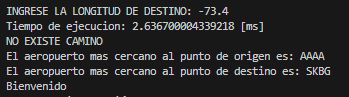 INGRESE LA LONGITUD DE DESTINO: -73.4
Tiempo de ejecucion: 2.636700004339218 [ms]
NO EXISTE CAMINO
El aeropuerto mas cercano al punto de origen es: AAAA
El aeropuerto mas cercano al punto de destino es: SKBG
Bienvenido